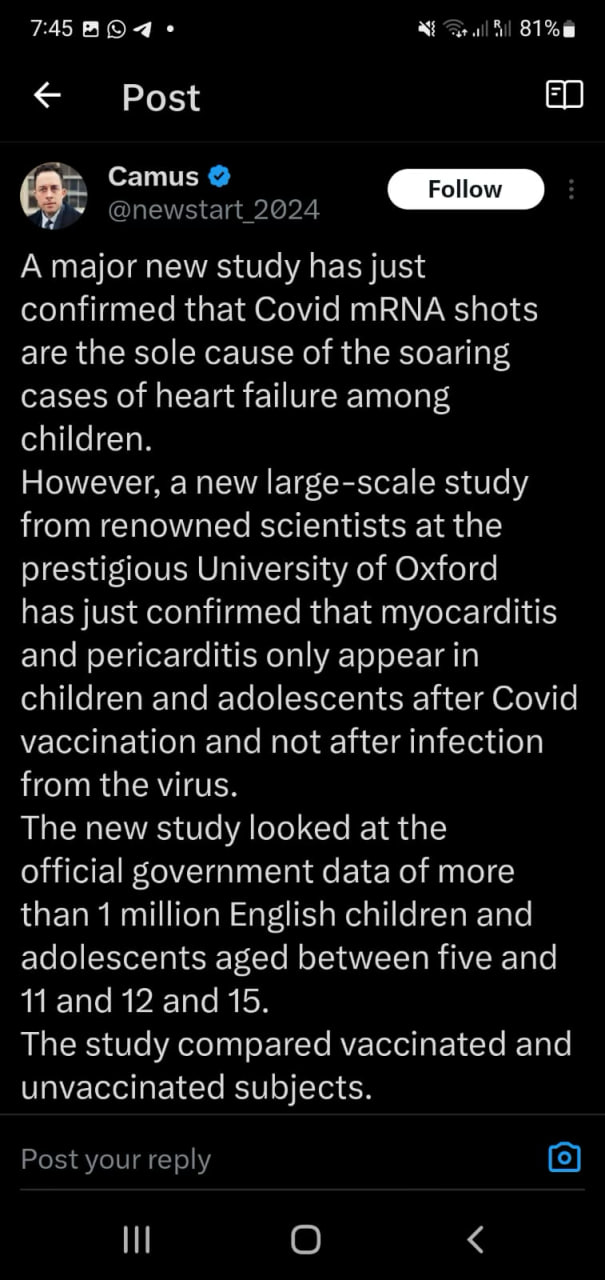 7:45
81%
Post
Camus
@newstart_2024
Follow
A major new study has just
confirmed that Covid mRNA shots
are the sole cause of the soaring
cases of heart failure among
children.
However, a new large-scale study
from renowned scientists at the
prestigious University of Oxford
has just confirmed that myocarditis
and pericarditis only appear in
children and adolescents after Covid
vaccination and not after infection
from the virus.
The new study looked at the
official government data of more
than 1 million English children and
adolescents aged between five and
11 and 12 and 15.
The study compared vaccinated and
unvaccinated subjects.
Post your reply